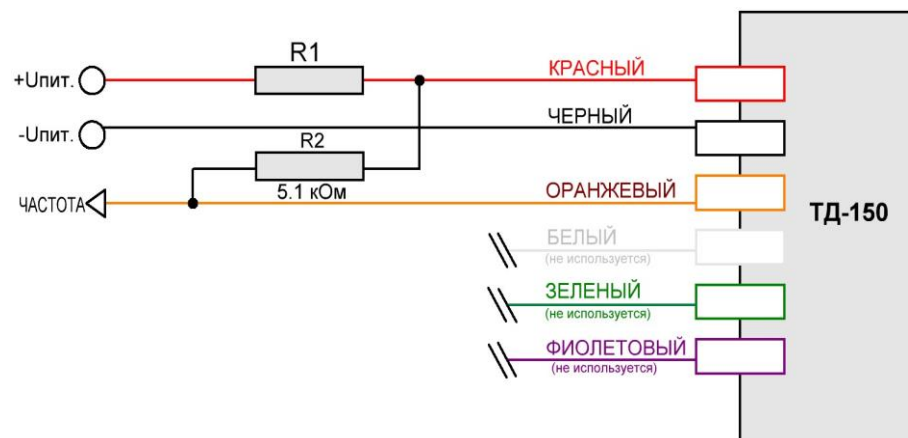 R1
+Uпит.
КРАСНЫЙ
-Uпит.
ЧЕРНЫЙ
R2
5.1 кОм
ЧАСТОТА
ОРАНЖЕВЫЙ
ТД-150
БЕЛЫЙ
(не используется)
ЗЕЛЕНЫЙ
(не используется)
ФИОЛЕТОВЫЙ
(не используется)